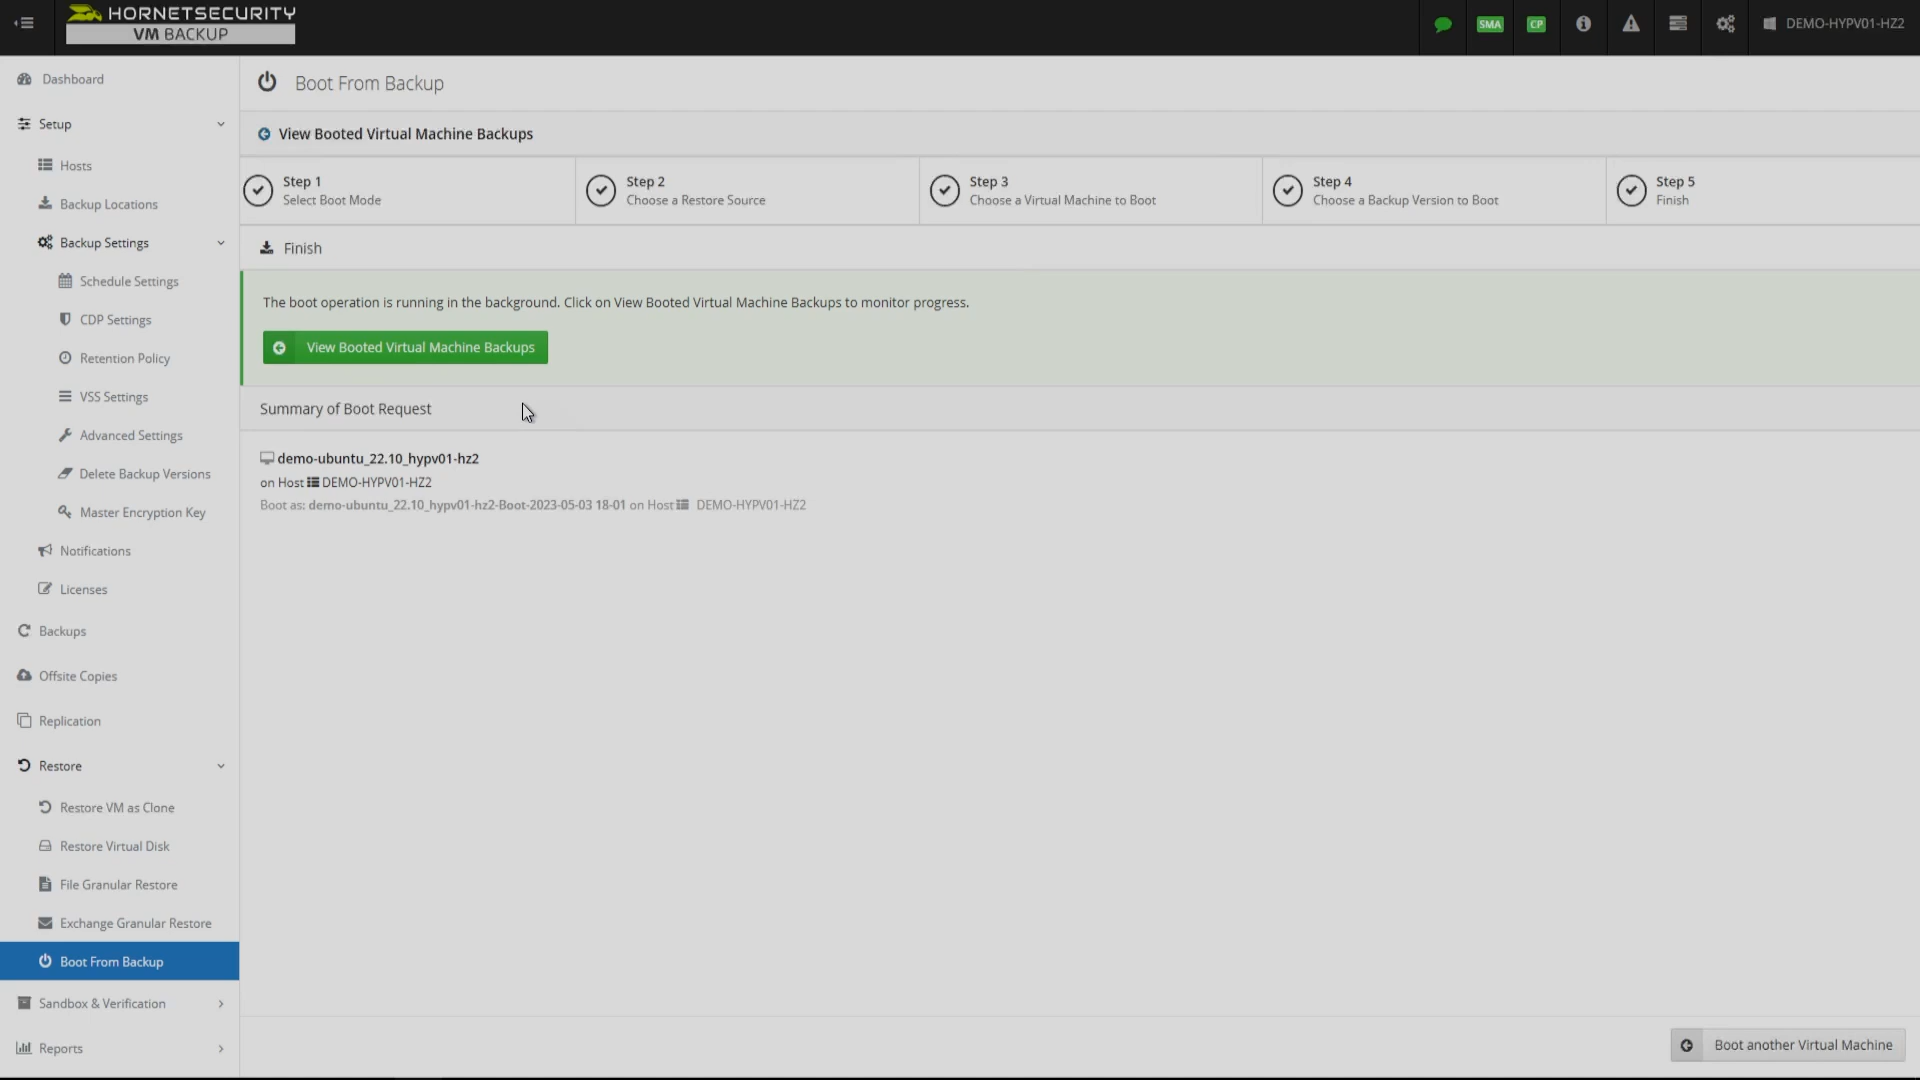 HORNETSECURITY
VM BACKUP
SMA
CP
DEMO-HYPV01-HZ2
Dashboard
Setup
Hosts
Backup Locations
Backup Settings
Schedule Settings
CDP Settings
Retention Policy
VSS Settings
Advanced Settings
Delete Backup Versions
Master Encryption Key
Notifications
Licenses
Backups
Offsite Copies
Replication
Restore
Restore VM as Clone
Restore Virtual Disk
File Granular Restore
Exchange Granular Restore
Boot From Backup
Sandbox & Verification
Reports
Boot From Backup
View Booted Virtual Machine Backups
Step 1
Select Boot Mode
Step 2
Choose a Restore Source
Step 3
Choose a Virtual Machine to Boot
Step 4
Choose a Backup Version to Boot
Step 5
Finish
Finish
The boot operation is running in the background. Click on View Booted Virtual Machine Backups to monitor progress.
View Booted Virtual Machine Backups
Summary of Boot Request
demo-ubuntu_22.10_hypv01-hz2
on Host DEMO-HYPV01-HZ2
Boot as: demo-ubuntu_22.10_hypv01-hz2-Boot-2023-05-03 18-01 on Host DEMO-HYPV01-HZ2
Boot another Virtual Machine